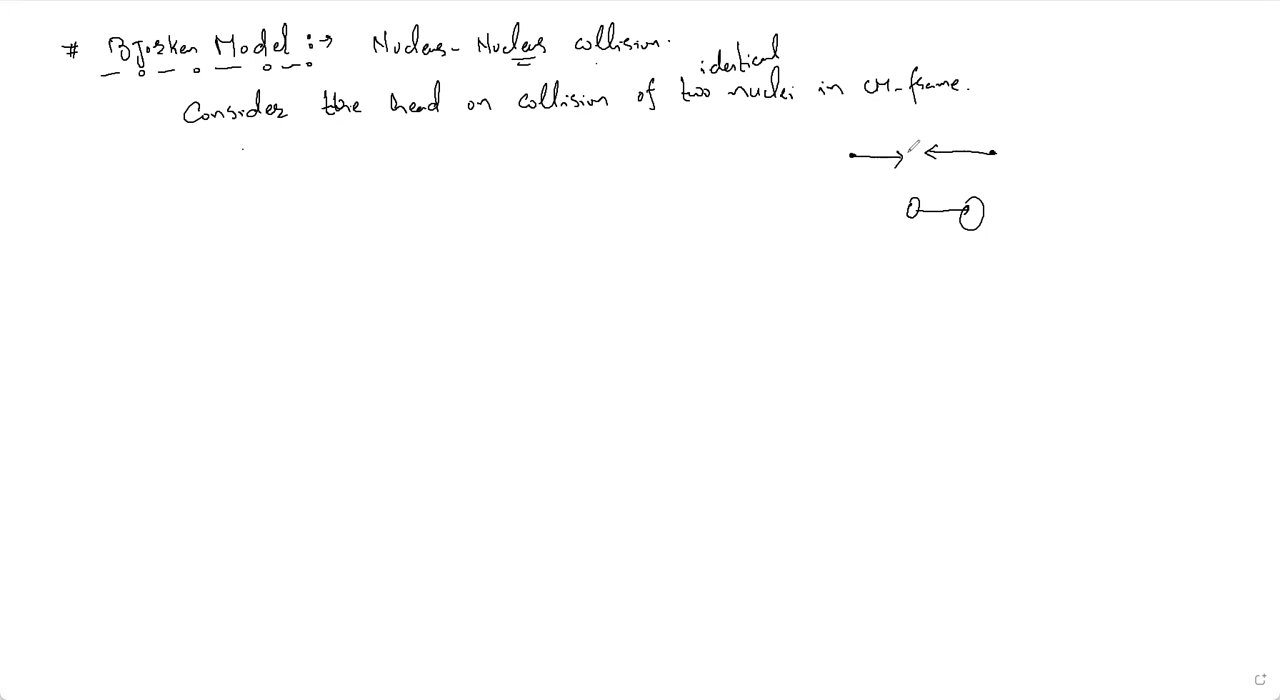 # Bjorken Model :→ Nucleus-Nucleus collision.
Consider the head on collision of two identical nuclei in CM-frame.